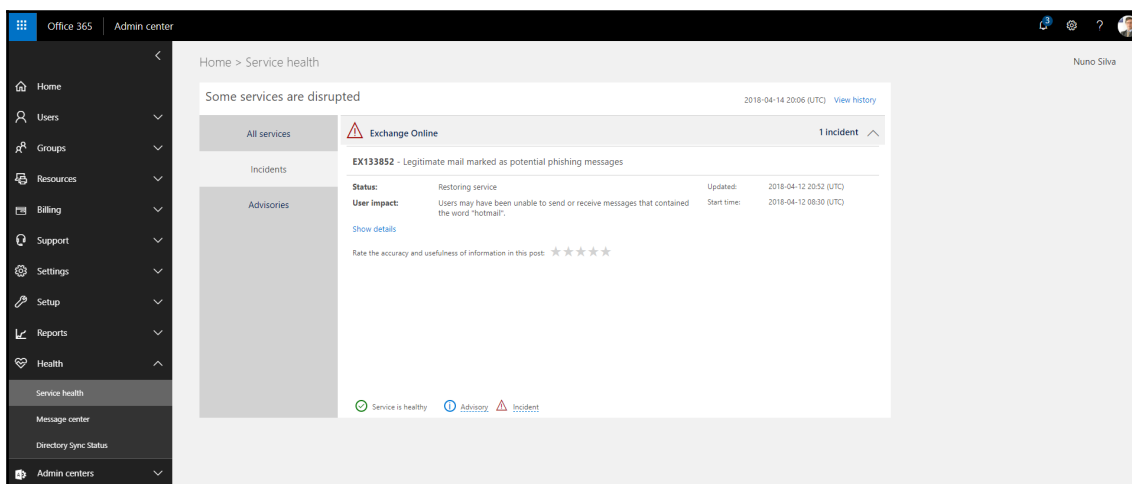 Office 365
Admin center
3
?
Home > Service health
Nuno Silva
Home
Users
Groups
Resources
Billing
Support
Settings
Setup
Reports
Health
Service health
Message center
Directory Sync Status
Admin centers
Some services are disrupted
2018-04-14 20:06 (UTC) View history
All services
Incidents
Advisories
Exchange Online
1 incident
EX133852 - Legitimate mail marked as potential phishing messages
Status: Restoring service
Updated: 2018-04-12 20:52 (UTC)
User impact: Users may have been unable to send or receive messages that contained
the word "hotmail".
Start time: 2018-04-12 08:30 (UTC)
Show details
Rate the accuracy and usefulness of information in this post:
Service is healthy
Advisory
Incident